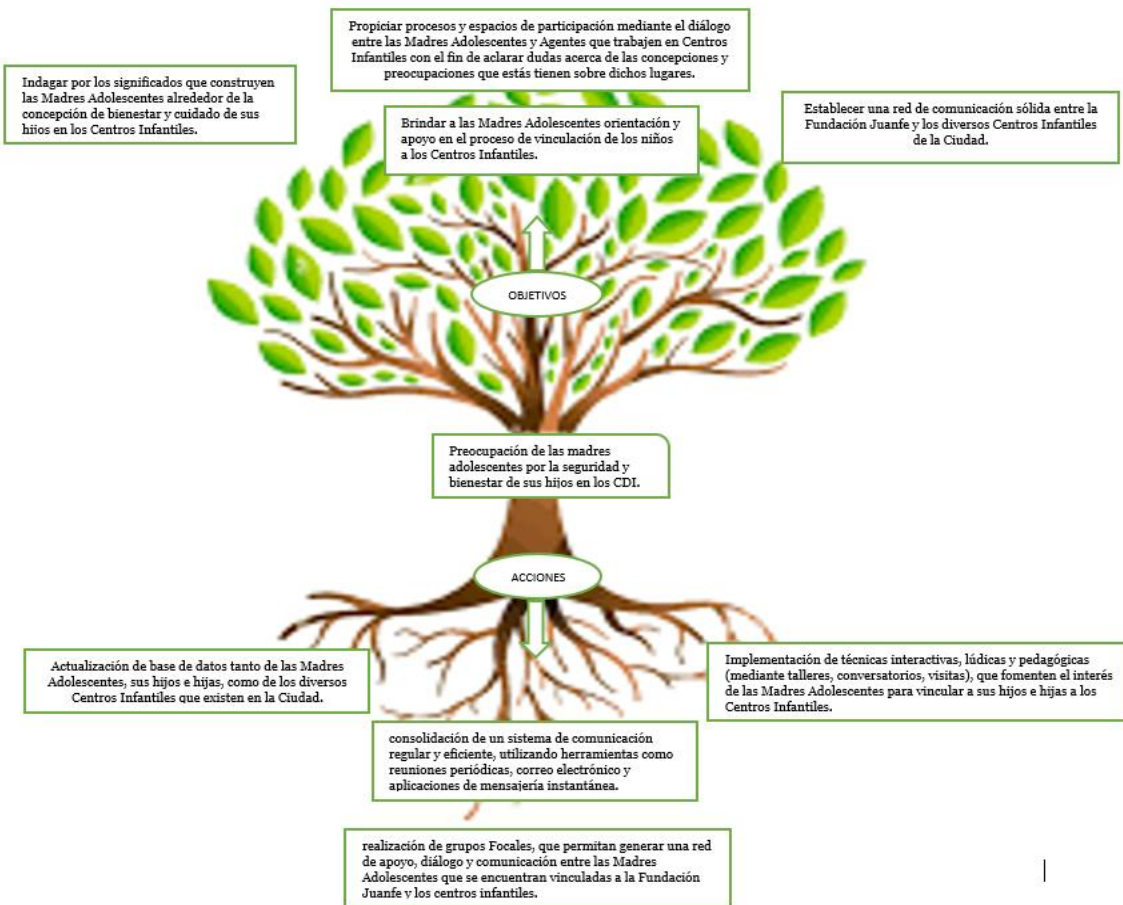 Propiciar procesos y espacios de participación mediante el diálogo
entre las Madres Adolescentes y Agentes que trabajen en Centros
Infantiles con el fin de aclarar dudas acerca de las concepciones y
preocupaciones que estás tienen sobre dichos lugares.
Indagar por los significados que construyen
las Madres Adolescentes alrededor de la
concepción de bienestar y cuidado de sus
hijos en los Centros Infantiles.
Brindar a las Madres Adolescentes orientación y
apoyo en el proceso de vinculación de los niños
a los Centros Infantiles.
Establecer una red de comunicación sólida entre la
Fundación Juanfe y los diversos Centros Infantiles
de la Ciudad.
OBJETIVOS
Preocupación de las madres
adolescentes por la seguridad y
bienestar de sus hijos en los CDI.
ACCIONES
Actualización de base de datos tanto de las Madres
Adolescentes, sus hijos e hijas, como de los diversos
Centros Infantiles que existen en la Ciudad.
Implementación de técnicas interactivas, lúdicas y pedagógicas
(mediante talleres, conversatorios, visitas), que fomenten el interés
de las Madres Adolescentes para vincular a sus hijos e hijas a los
Centros Infantiles.
consolidación de un sistema de comunicación
regular y eficiente, utilizando herramientas como
reuniones periódicas, correo electrónico y
aplicaciones de mensajería instantánea.
realización de grupos Focales, que permitan generar una red
de apoyo, diálogo y comunicación entre las Madres
Adolescentes que se encuentran vinculadas a la Fundación
Juanfe y los centros infantiles.